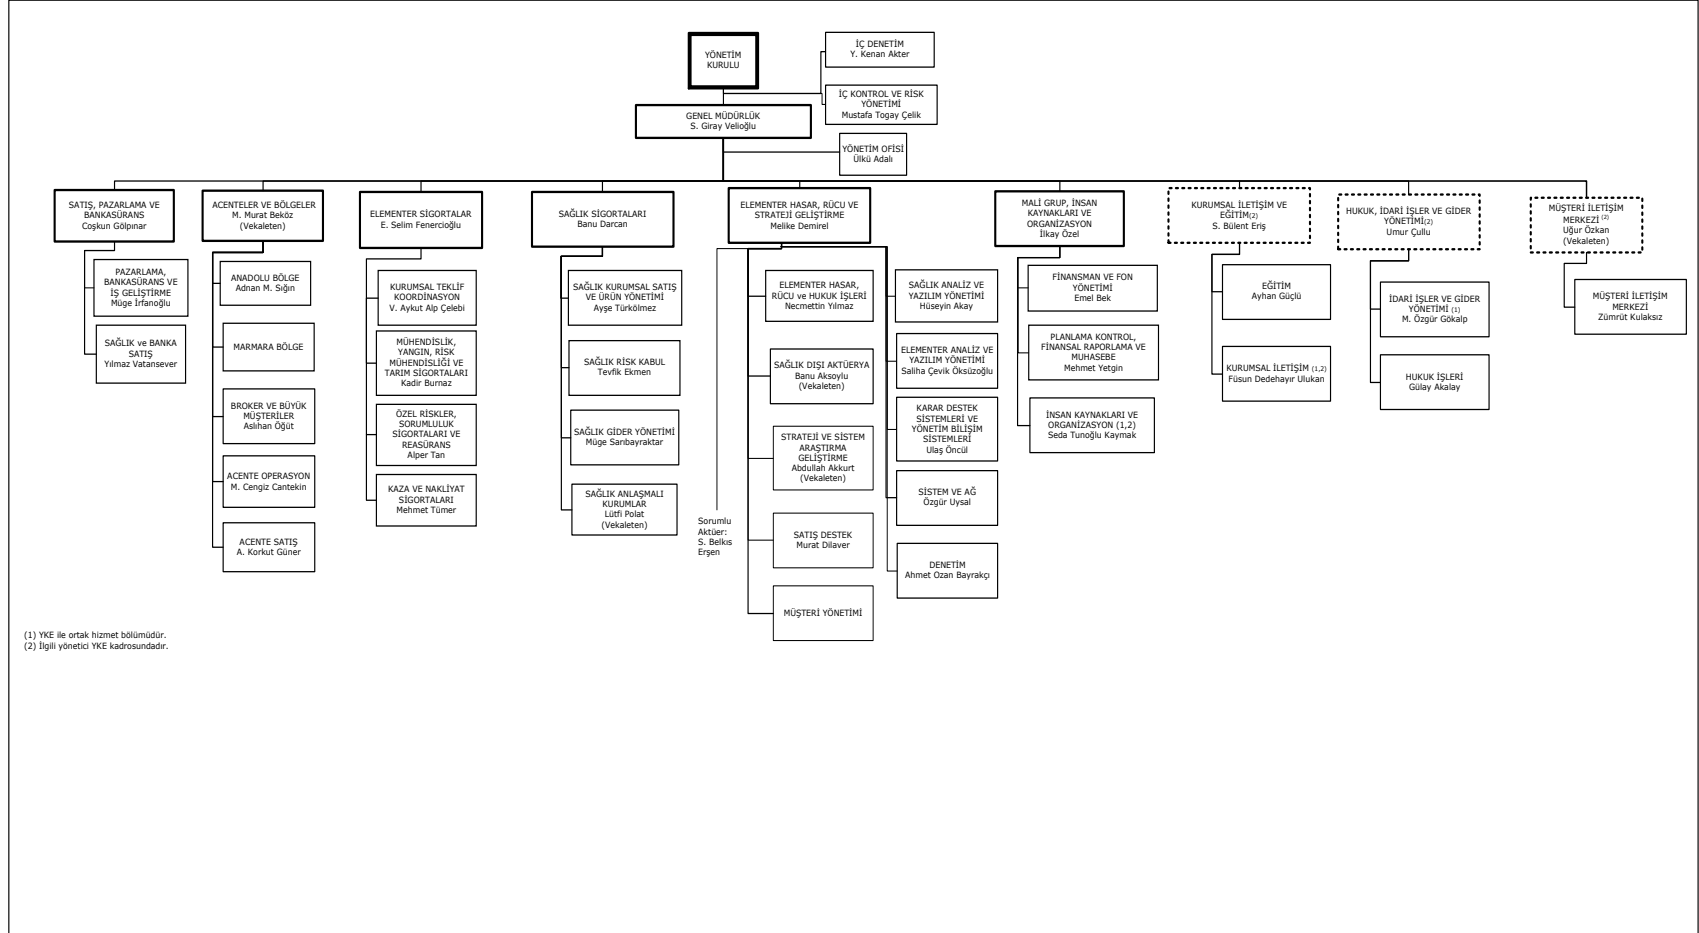 YÖNETİM
KURULU
İÇ DENETİM
Y. Kenan Akter
İÇ KONTROL VE RİSK
YÖNETİMİ
Mustafa Togay Çelik
GENEL MÜDÜRLÜK
S. Giray Velioğlu
YÖNETİM OFİSİ
Ülkü Adalı
SATIŞ, PAZARLAMA VE
BANKASÜRANS
Coşkun Gölpınar
PAZARLAMA,
BANKASÜRANS VE
İŞ GELİŞTİRME
Müge İrfanoğlu
SAĞLIK ve BANKA
SATIŞ
Yılmaz Vatansever
ACENTELER VE BÖLGELER
M. Murat Beköz
(Vekaleten)
ANADOLU BÖLGE
Adnan M. Sığın
MARMARA BÖLGE
BROKER VE BÜYÜK
MÜŞTERİLER
Aslıhan Öğüt
ACENTE OPERASYON
M. Cengiz Cantekin
ACENTE SATIŞ
A. Korkut Güner
ELEMENTER SİGORTALAR
E. Selim Fenercioğlu
KURUMSAL TEKLİF
KOORDİNASYON
V. Aykut Alp Çelebi
MÜHENDİSLİK,
YANGIN, RİSK
MÜHENDİSLİĞİ VE
TARIM SİGORTALARI
Kadir Burnaz
ÖZEL RİSKLER,
SORUMLULUK
SİGORTALARI VE
REASÜRANS
Alper Tan
KAZA VE NAKLİYAT
SİGORTALARI
Mehmet Tümer
SAĞLIK SİGORTALARI
Banu Darcan
SAĞLIK KURUMSAL SATIŞ
VE ÜRÜN YÖNETİMİ
Ayşe Türkölmez
SAĞLIK RİSK KABUL
Tevfik Ekmen
SAĞLIK GİDER YÖNETİMİ
Müge Sarıbayraktar
SAĞLIK ANLAŞMALI
KURUMLAR
Lütfi Polat
(Vekaleten)
ELEMENTER HASAR, RÜCU VE
STRATEJİ GELİŞTİRME
Melike Demirel
Sorumlu
Aktüer:
S. Belkıs
Erşen
ELEMENTER HASAR,
RÜCU ve HUKUK İŞLERİ
Necmettin Yılmaz
SAĞLIK DIŞI AKTÜERYA
Banu Aksoylu
(Vekaleten)
STRATEJİ VE SİSTEM
ARAŞTIRMA
GELİŞTİRME
Abdullah Akkurt
(Vekaleten)
SATIŞ DESTEK
Murat Dilaver
MÜŞTERİ YÖNETİMİ
SAĞLIK ANALİZ VE
YAZILIM YÖNETİMİ
Hüseyin Akay
ELEMENTER ANALİZ VE
YAZILIM YÖNETİMİ
Saliha Çevik Öksüzoğlu
KARAR DESTEK
SİSTEMLERİ VE
YÖNETİM BİLİŞİM
SİSTEMLERİ
Ulaş Öncül
SİSTEM VE AĞ
Özgür Uysal
DENETİM
Ahmet Ozan Bayrakçı
MALİ GRUP, İNSAN
KAYNAKLARI VE
ORGANİZASYON
İlkay Özel
FİNANSMAN VE FON
YÖNETİMİ
Emel Bek
PLANLAMA KONTROL,
FİNANSAL RAPORLAMA VE
MUHASEBE
Mehmet Yetgin
İNSAN KAYNAKLARI VE
ORGANİZASYON (1,2)
Seda Tunoğlu Kaymak
KURUMSAL İLETİŞİM VE
EĞİTİM(2)
S. Bülent Eriş
EĞİTİM
Ayhan Güçlü
KURUMSAL İLETİŞİM (1,2)
Füsun Dedehayır Ulukan
HUKUK, İDARİ İŞLER VE GİDER
YÖNETİMİ(2)
Umur Çullu
İDARİ İŞLER VE GİDER
YÖNETİMİ (1)
M. Özgür Gökalp
HUKUK İŞLERİ
Gülay Akalay
MÜŞTERİ İLETİŞİM
MERKEZİ (2)
Uğur Özkan
(Vekaleten)
MÜŞTERİ İLETİŞİM
MERKEZİ
Zümrüt Kulaksız
(1) YKE ile ortak hizmet bölümüdür.
(2) İlgili yönetici YKE kadrosundadır.